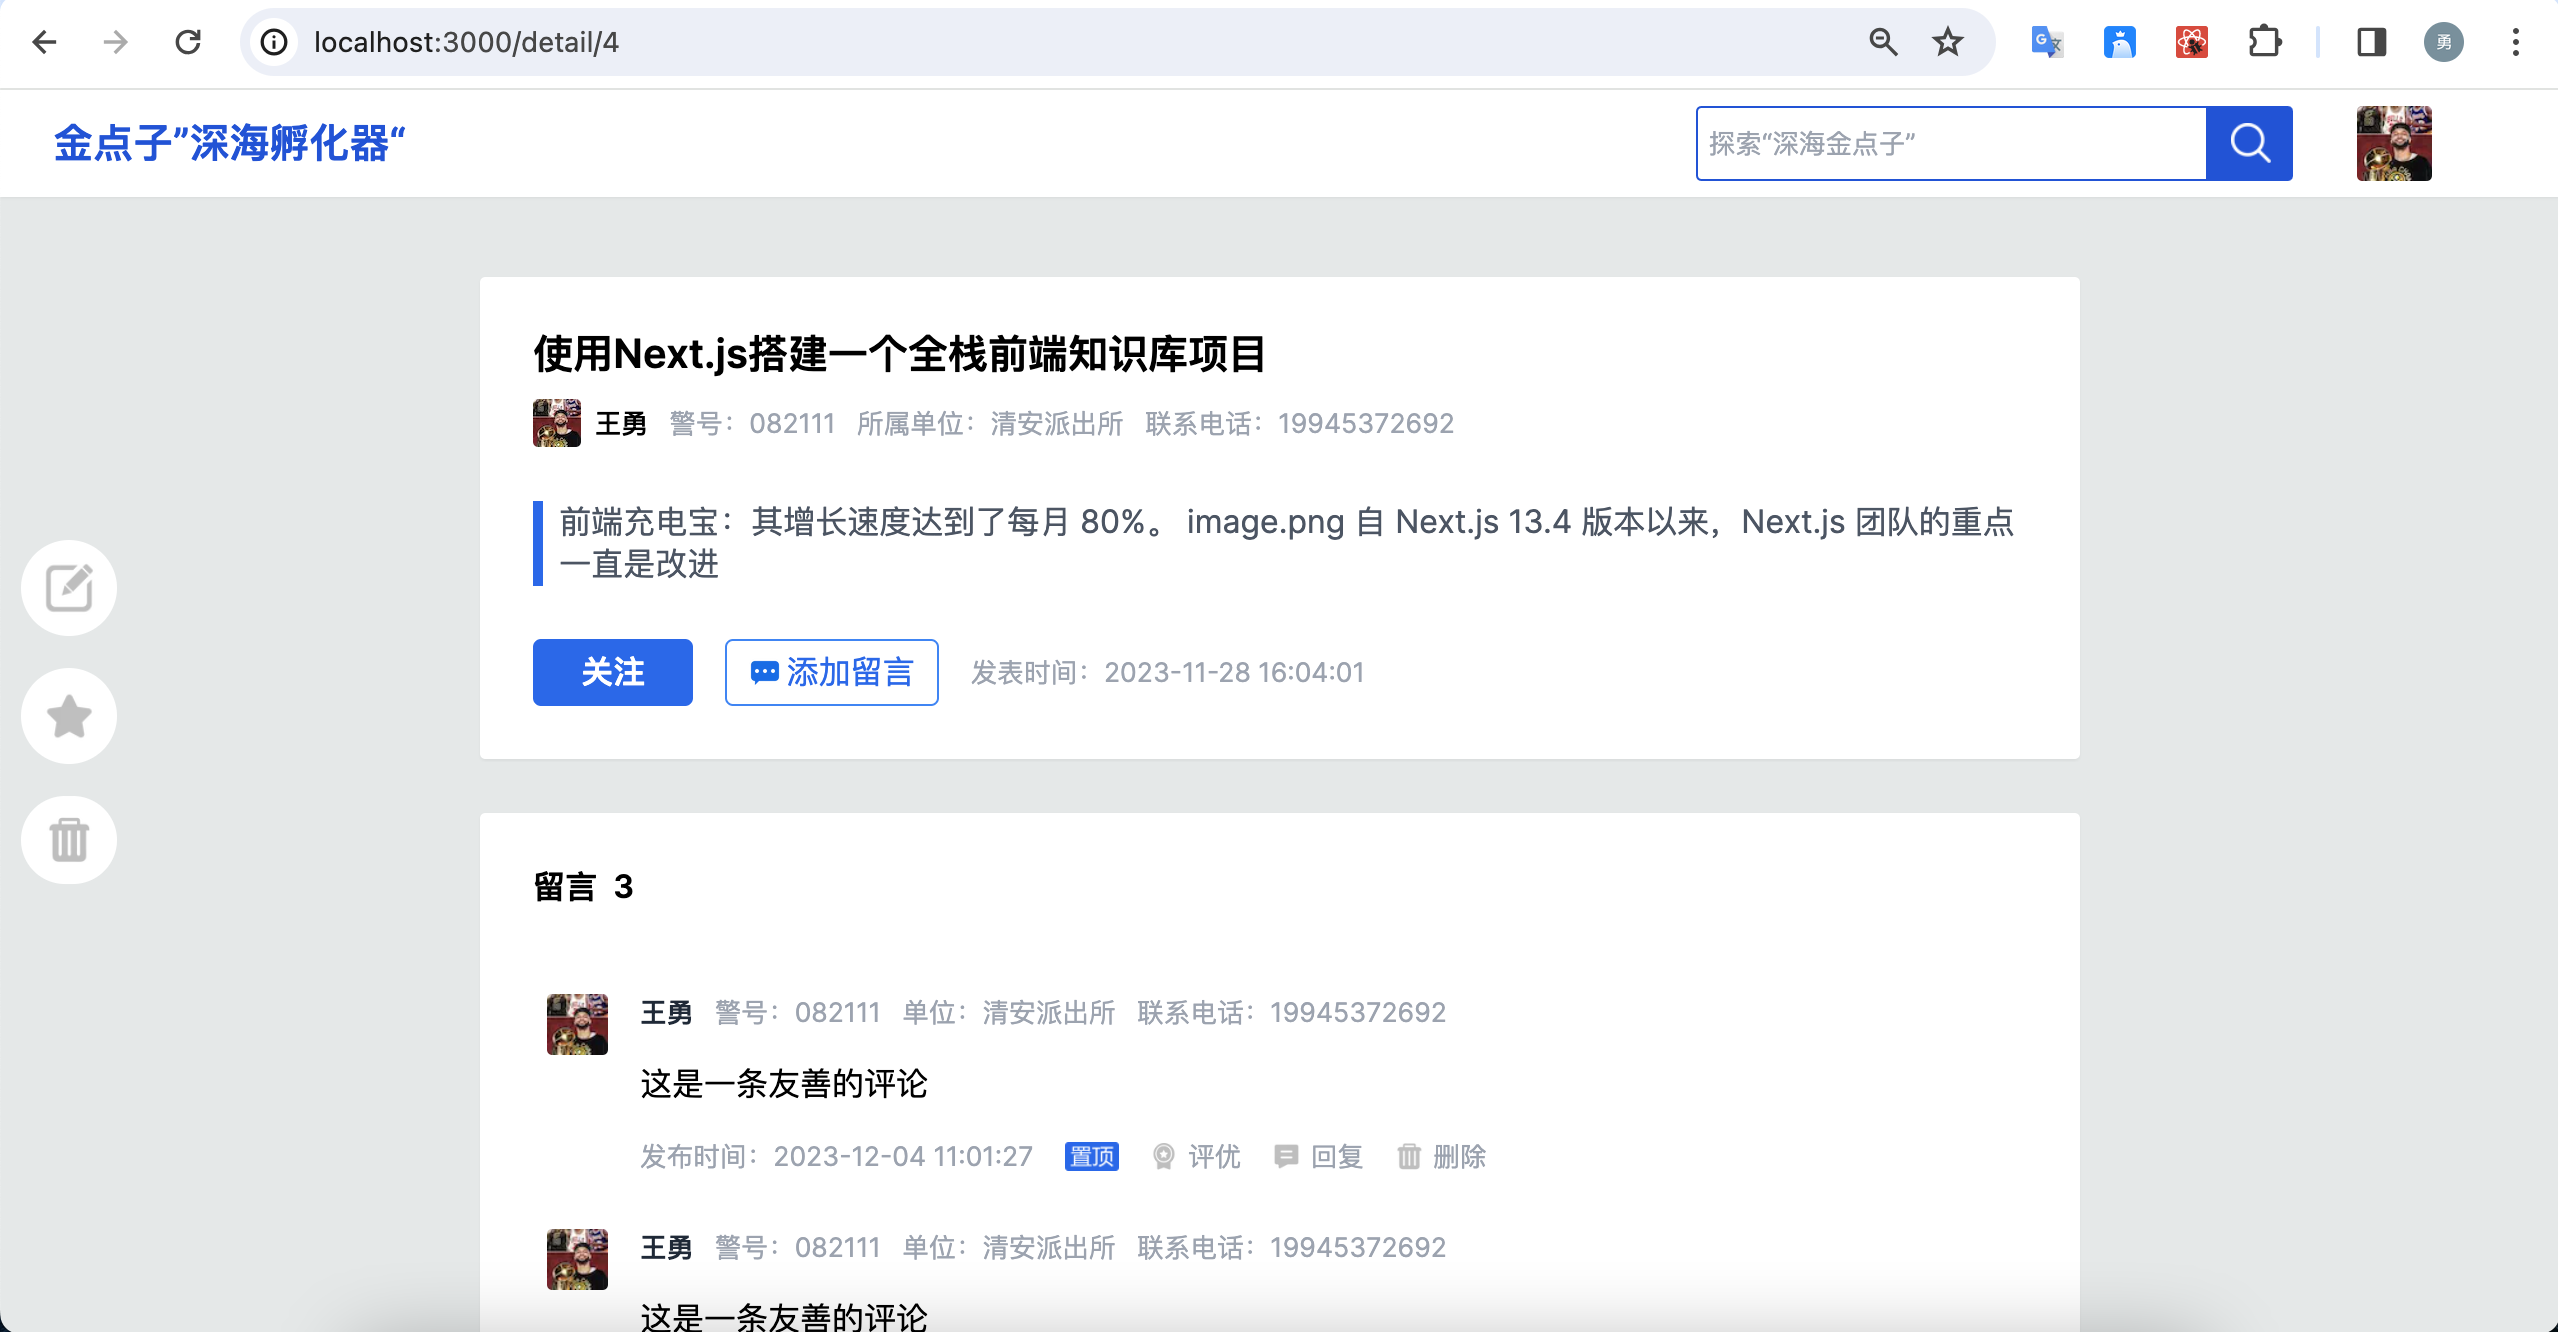 localhost:3000/detail/4
勇
金点子”深海孵化器“
探索“深海金点子”
使用Next.js搭建一个全栈前端知识库项目
王勇 警号：082111 所属单位：清安派出所 联系电话：19945372692
前端充电宝：其增长速度达到了每月 80%。 image.png 自 Next.js 13.4 版本以来，Next.js 团队的重点
一直是改进
关注 添加留言 发表时间：2023-11-28 16:04:01
留言 3
王勇 警号：082111 单位：清安派出所 联系电话：19945372692
这是一条友善的评论
发布时间：2023-12-04 11:01:27 置顶 评优 回复 删除
王勇 警号：082111 单位：清安派出所 联系电话：19945372692
这是一条友善的评论